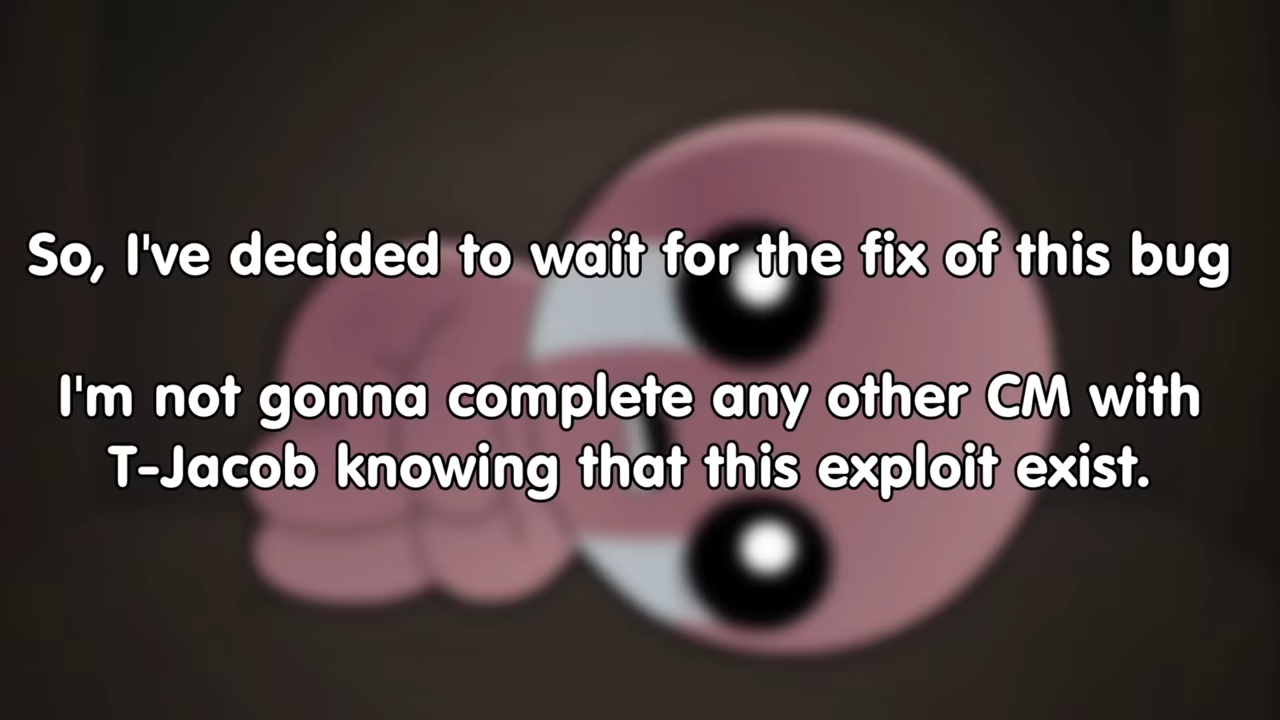 So, I've decided to wait for the fix of this bug
I'm not gonna complete any other CM with
T-Jacob knowing that this exploit exist.